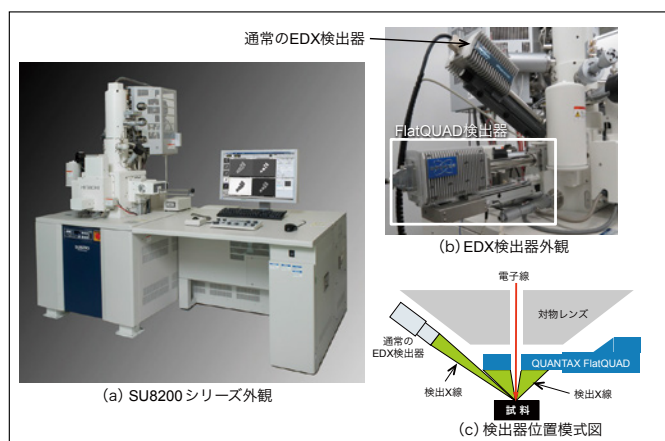 通常のEDX検出器
FlatQUAD検出器
(b) EDX検出器外観
電子線
対物レンズ
通常の
EDX検出器
QUANTAX FlatQUAD
検出X線
検出X線
試料
(a) SU8200シリーズ外観
(c) 検出器位置模式図